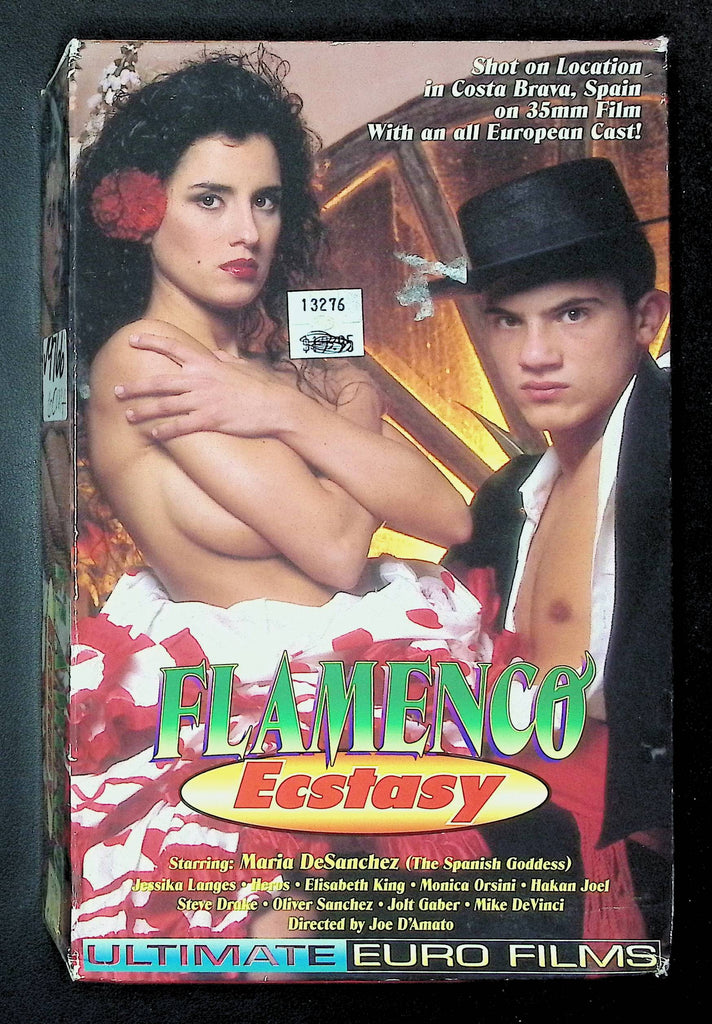 Shot on Location
in Costa Brava, Spain
on 35mm Film
With an all European Cast!
13276
FLAMENCO
Ecstasy
Starring: Maria DeSanchez (The Spanish Goddess)
Jessika Langes • Heros • Elisabeth King • Monica Orsini • Hakan Joel
Steve Drake • Oliver Sanchez • Jolt Gaber • Mike DeVinci
Directed by Joe D'Amato
ULTIMATE EURO FILMS